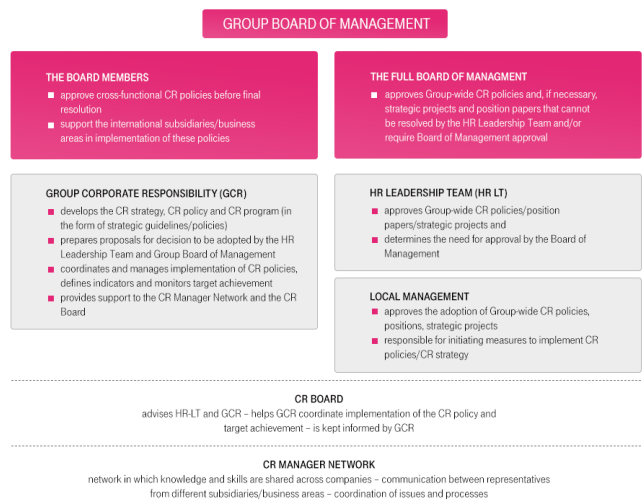 GROUP BOARD OF MANAGEMENT
THE BOARD MEMBERS
approve cross-functional CR policies before final
resolution
support the international subsidiaries/business
areas in implementation of these policies
THE FULL BOARD OF MANAGMENT
approves Group-wide CR policies and, if necessary,
strategic projects and position papers that cannot
be resolved by the HR Leadership Team and/or
require Board of Management approval
GROUP CORPORATE RESPONSIBILITY (GCR)
develops the CR strategy, CR policy and CR program (in
the form of strategic guidelines/policies)
prepares proposals for decision to be adopted by the HR
Leadership Team and Group Board of Management
coordinates and manages implementation of CR policies,
defines indicators and monitors target achievement
provides support to the CR Manager Network and the CR
Board
HR LEADERSHIP TEAM (HR LT)
approves Group-wide CR policies/position
papers/strategic projects and
determines the need for approval by the Board of
Management
LOCAL MANAGEMENT
approves the adoption of Group-wide CR policies,
positions, strategic projects
responsible for initiating measures to implement CR
policies/CR strategy
CR BOARD
advises HR-LT and GCR – helps GCR coordinate implementation of the CR policy and
target achievement – is kept informed by GCR
CR MANAGER NETWORK
network in which knowledge and skills are shared across companies – communication between representatives
from different subsidiaries/business areas – coordination of issues and processes